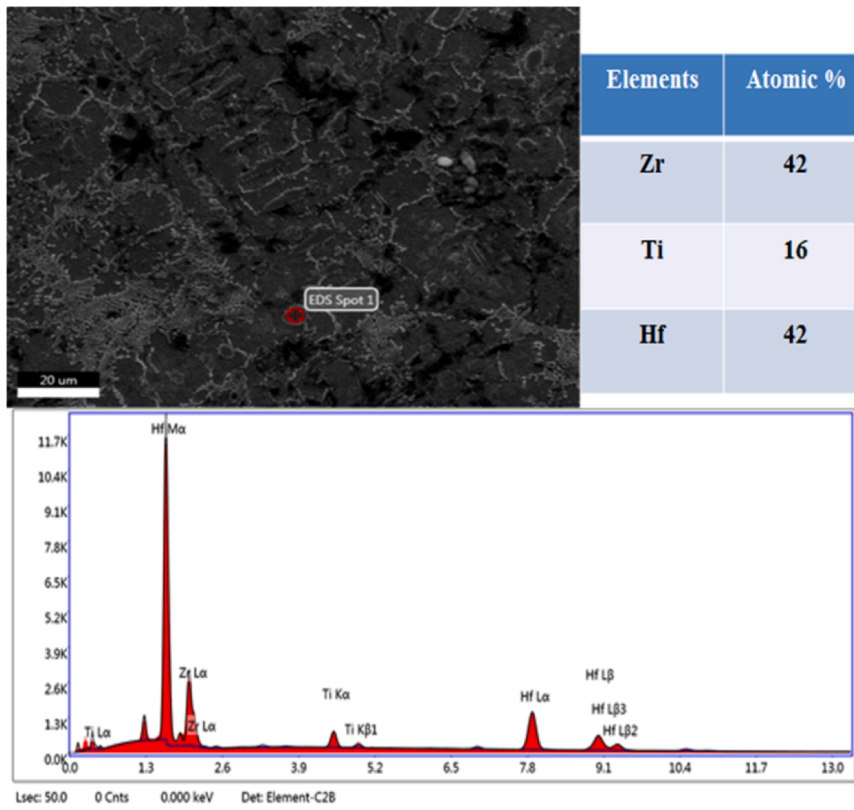 EDS Spot 1
20 um
Elements Atomic %
Zr 42
Ti 16
Hf 42
11.7K
10.4K
9.1K
7.8K
6.5K
5.2K
3.9K
2.6K
1.3K
0.0K
Hf Mα
Zr Lα
Zr Lα
Ti Lα
Ti Kα
Ti Kβ1
Hf Lα
Hf Lβ
Hf Lβ3
Hf Lβ2
0.0 1.3 2.6 3.9 5.2 6.5 7.8 9.1 10.4 11.7 13.0
Lsec: 50.0 0 Cnts 0.000 keV Det: Element-C2B